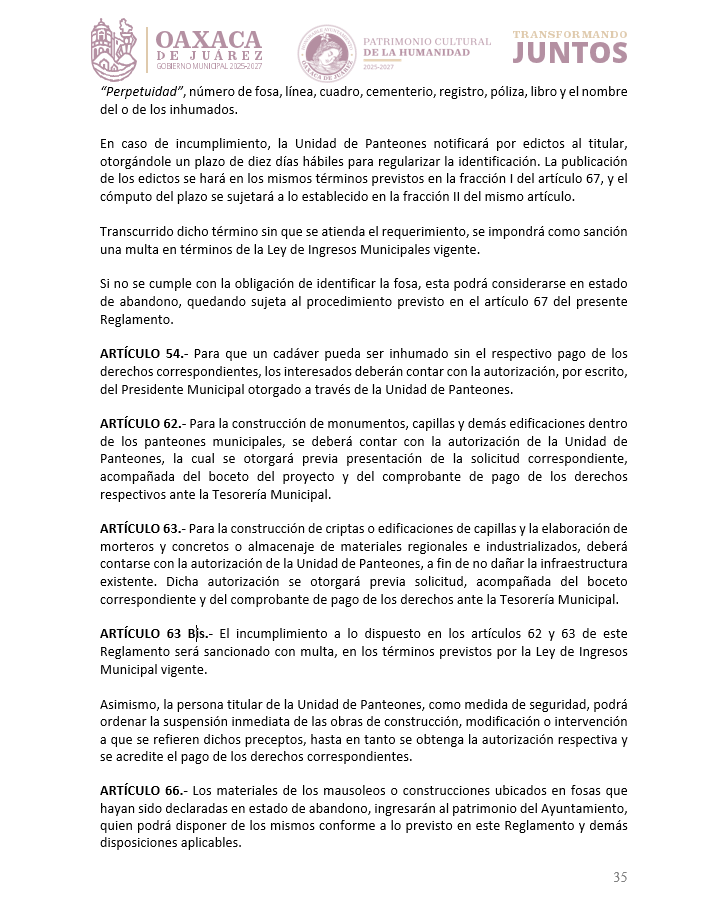 OAXACA
DE JUÁREZ
GOBIERNO MUNICIPAL 2025-2027
PATRIMONIO CULTURAL
DE LA HUMANIDAD
2025-2027
TRANSFORMANDO
JUNTOS
“Perpetuidad”, número de fosa, línea, cuadro, cementerio, registro, póliza, libro y el nombre
del o de los inhumados.
En caso de incumplimiento, la Unidad de Panteones notificará por edictos al titular,
otorgándole un plazo de diez días hábiles para regularizar la identificación. La publicación
de los edictos se hará en los mismos términos previstos en la fracción I del artículo 67, y el
cómputo del plazo se sujetará a lo establecido en la fracción II del mismo artículo.
Transcurrido dicho término sin que se atienda el requerimiento, se impondrá como sanción
una multa en términos de la Ley de Ingresos Municipales vigente.
Si no se cumple con la obligación de identificar la fosa, esta podrá considerarse en estado
de abandono, quedando sujeta al procedimiento previsto en el artículo 67 del presente
Reglamento.
ARTÍCULO 54.- Para que un cadáver pueda ser inhumado sin el respectivo pago de los
derechos correspondientes, los interesados deberán contar con la autorización, por escrito,
del Presidente Municipal otorgado a través de la Unidad de Panteones.
ARTÍCULO 62.- Para la construcción de monumentos, capillas y demás edificaciones dentro
de los panteones municipales, se deberá contar con la autorización de la Unidad de
Panteones, la cual se otorgará previa presentación de la solicitud correspondiente,
acompañada del boceto del proyecto y del comprobante de pago de los derechos
respectivos ante la Tesorería Municipal.
ARTÍCULO 63.- Para la construcción de criptas o edificaciones de capillas y la elaboración de
morteros y concretos o almacenaje de materiales regionales e industrializados, deberá
contarse con la autorización de la Unidad de Panteones, a fin de no dañar la infraestructura
existente. Dicha autorización se otorgará previa solicitud, acompañada del boceto
correspondiente y del comprobante de pago de los derechos ante la Tesorería Municipal.
ARTÍCULO 63 Bis.- El incumplimiento a lo dispuesto en los artículos 62 y 63 de este
Reglamento será sancionado con multa, en los términos previstos por la Ley de Ingresos
Municipal vigente.
Asimismo, la persona titular de la Unidad de Panteones, como medida de seguridad, podrá
ordenar la suspensión inmediata de las obras de construcción, modificación o intervención
a que se refieren dichos preceptos, hasta en tanto se obtenga la autorización respectiva y
se acredite el pago de los derechos correspondientes.
ARTÍCULO 66.- Los materiales de los mausoleos o construcciones ubicados en fosas que
hayan sido declaradas en estado de abandono, ingresarán al patrimonio del Ayuntamiento,
quien podrá disponer de los mismos conforme a lo previsto en este Reglamento y demás
disposiciones aplicables.
35